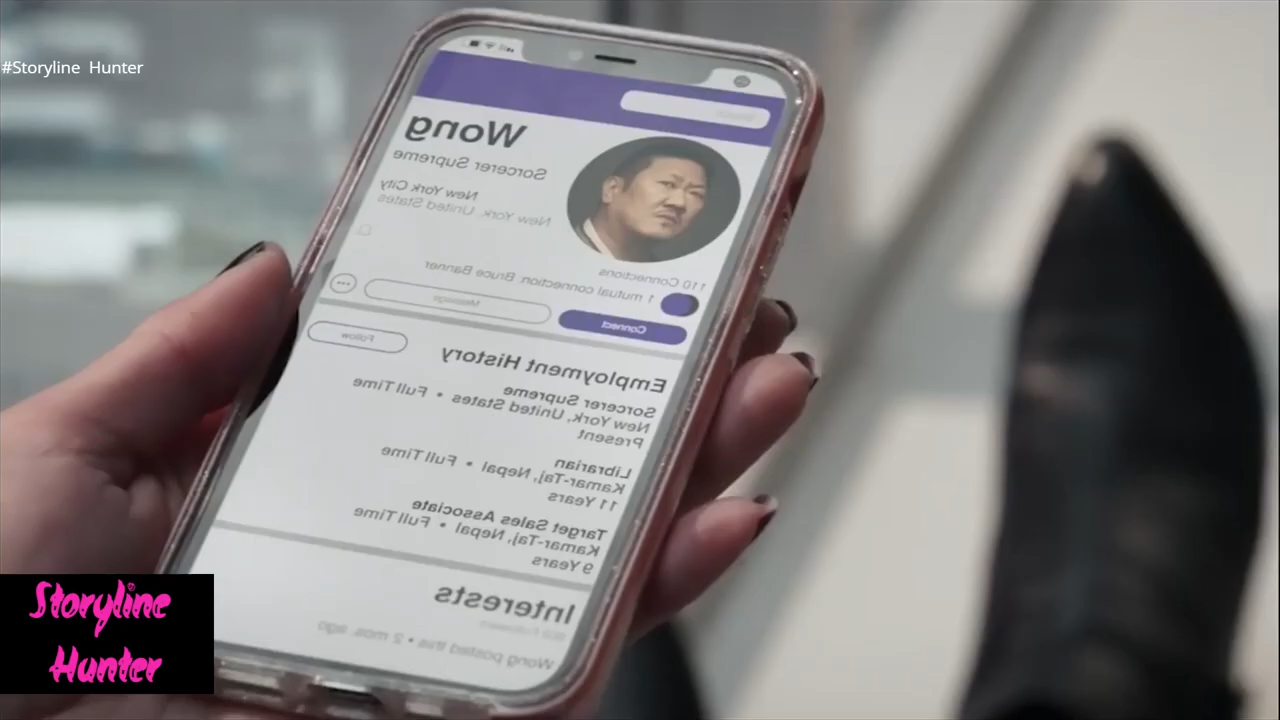 #Storyline Hunter
Wong
Sorcerer Supreme
New York City
New York, United, States
110 Connections
1 mutual connection, Bruce Banner
Connect
Message
Follow
Employment History
Sorcerer Supreme
New York, United States • Full Time
Present
Librarian
Kamar-Taj, Nepal • Full Time
11 Years
Target Sales Associate
Kamar-Taj, Nepal • Full Time
9 Years
Interests
Wong posted this • 2 mos. ago
Storyline
Hunter